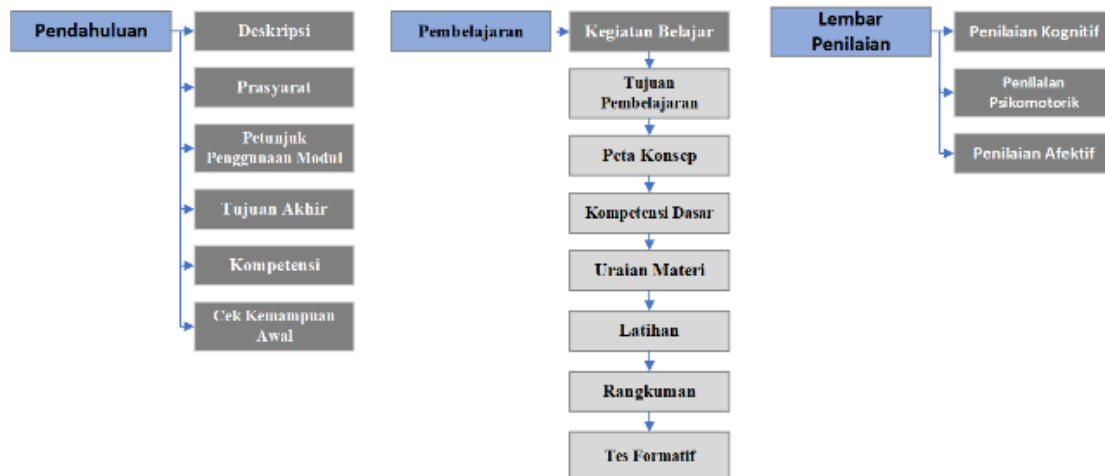 Pendahuluan
Deskripsi
Prasyarat
Petunjuk
Penggunaan Modul
Tujuan Akhir
Kompetensi
Cek Kemampuan
Awal
Pembelajaran
Kegiatan Belajar
Tujuan
Pembelajaran
Peta Konsep
Kompetensi Dasar
Uraian Materi
Latihan
Rangkuman
Tes Formatif
Lembar
Penilaian
Penilaian Kognitif
Penilaian
Psikomotorik
Penilaian Afektif